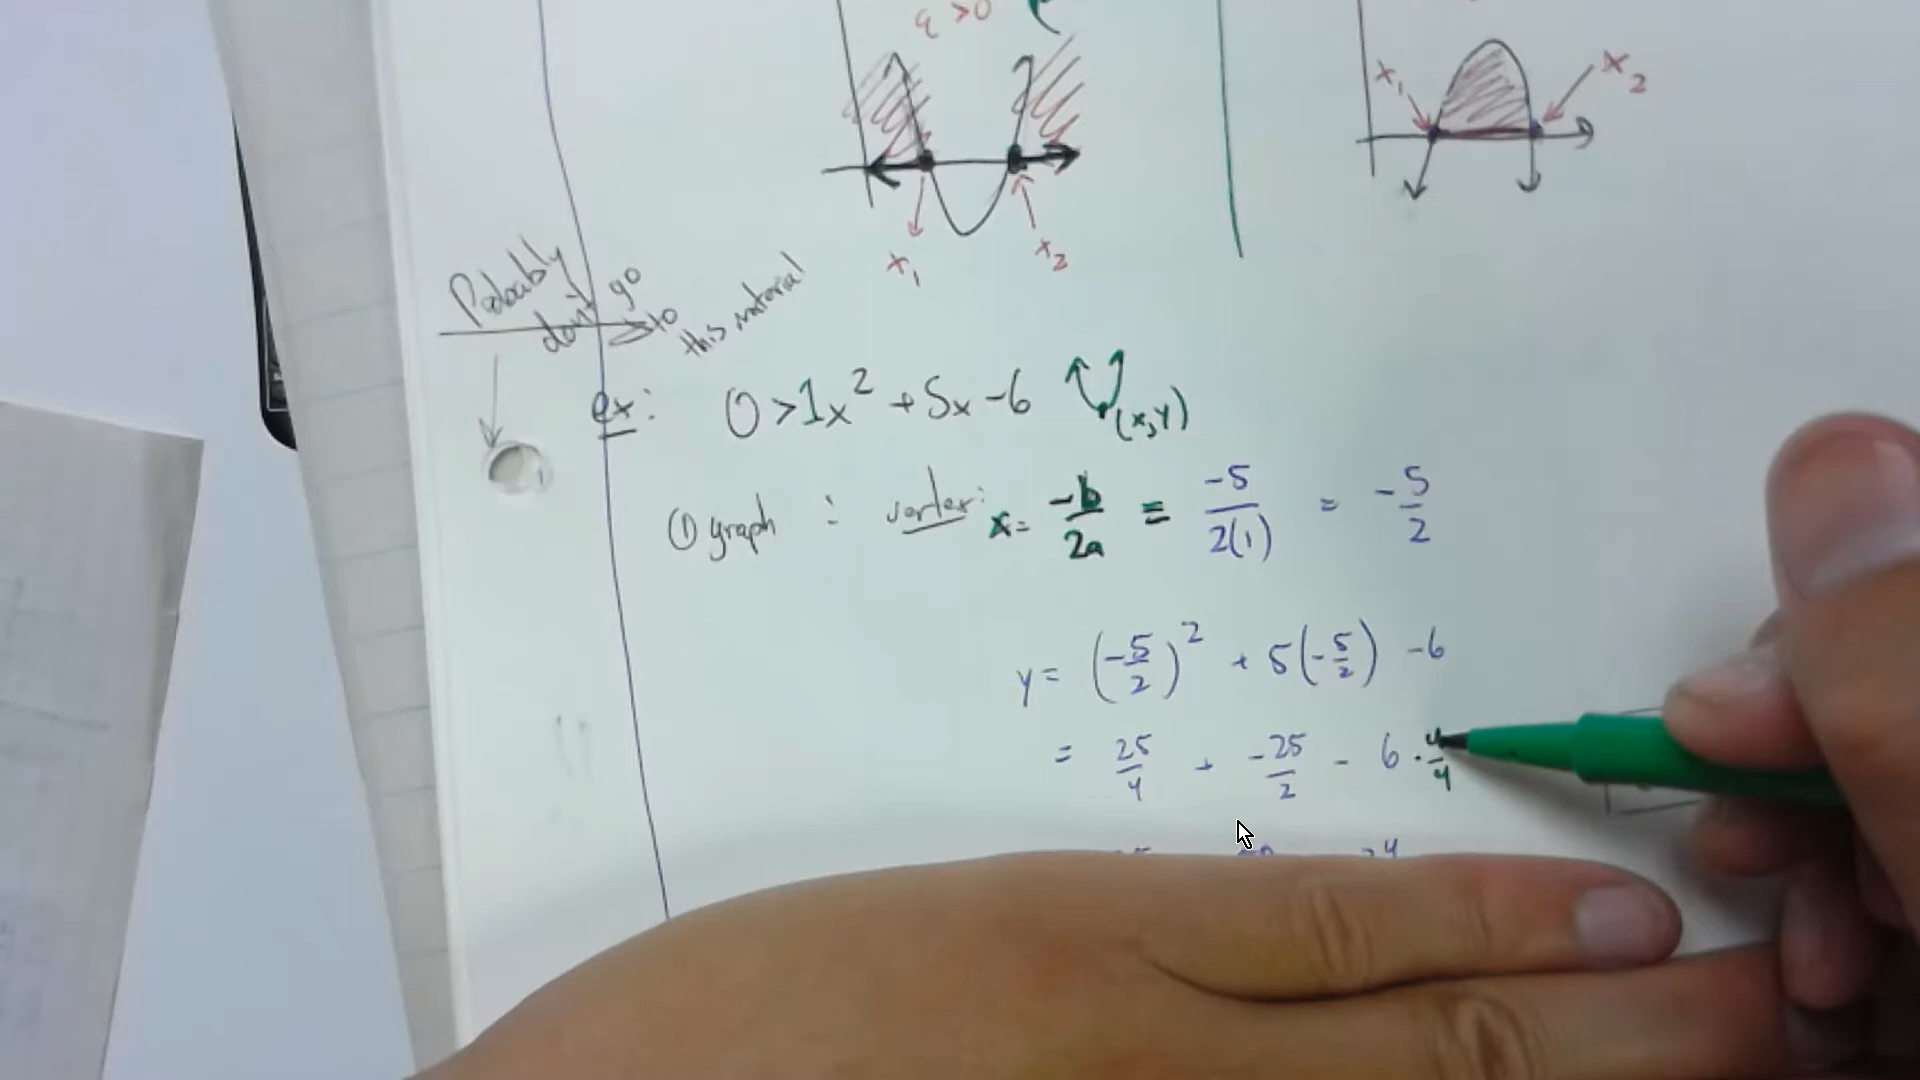 a >0
x₁
x₂
x₁
x₂
Probably
don't go
to
this material
ex: 0 > 1x² + 5x - 6 (x,y)
① graph : vertex: x = -b/2a = -5/2(1) = -5/2
y = (-5/2)² + 5(-5/2) - 6
= 25/4 + -25/2 - 6 · 4/4